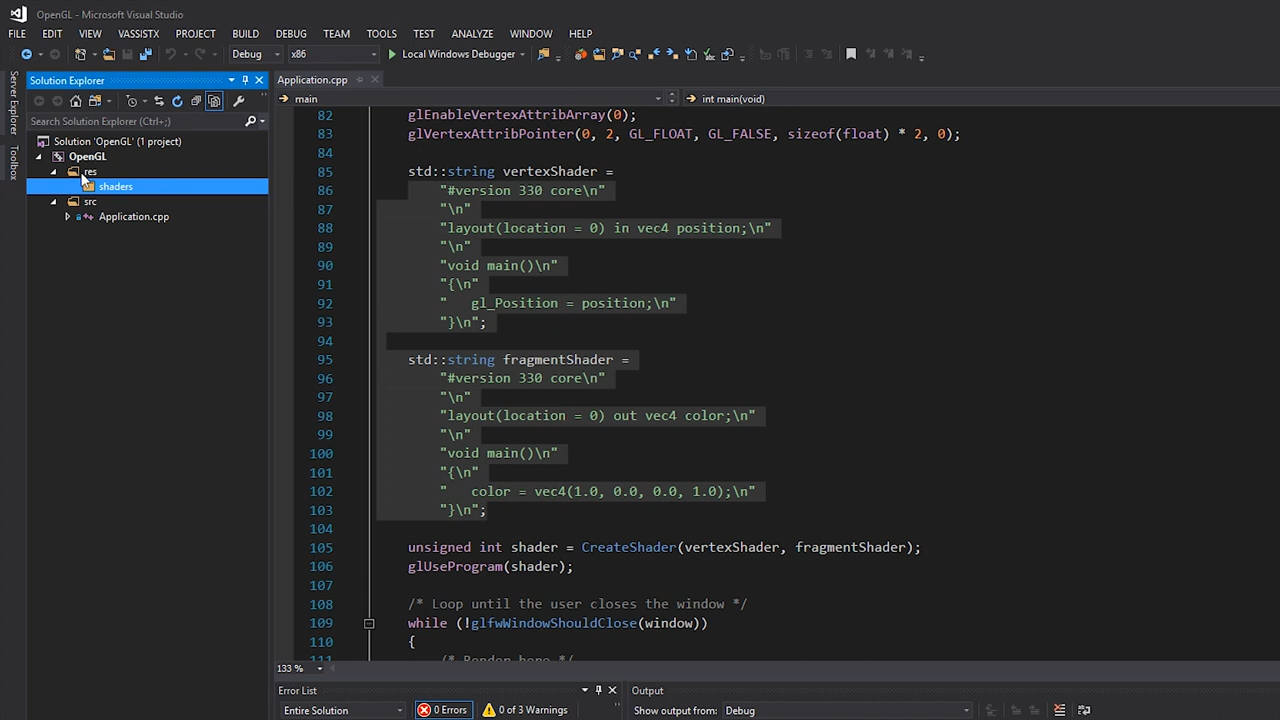 OpenGL - Microsoft Visual Studio
FILE EDIT VIEW VASSISTX PROJECT BUILD DEBUG TEAM TOOLS TEST ANALYZE WINDOW HELP
Debug x86 Local Windows Debugger
Server Explorer
Toolbox
Solution Explorer
Search Solution Explorer (Ctrl+;)
Solution 'OpenGL' (1 project)
OpenGL
res
shaders
src
Application.cpp
Application.cpp
main int main(void)
82 glEnableVertexAttribArray(0);
83 glVertexAttribPointer(0, 2, GL_FLOAT, GL_FALSE, sizeof(float) * 2, 0);
84
85 std::string vertexShader =
86 "#version 330 core\n"
87 "\n"
88 "layout(location = 0) in vec4 position;\n"
89 "\n"
90 "void main()\n"
91 "{\n"
92 "   gl_Position = position;\n"
93 "}\n";
94
95 std::string fragmentShader =
96 "#version 330 core\n"
97 "\n"
98 "layout(location = 0) out vec4 color;\n"
99 "\n"
100 "void main()\n"
101 "{\n"
102 "   color = vec4(1.0, 0.0, 0.0, 1.0);\n"
103 "}\n";
104
105 unsigned int shader = CreateShader(vertexShader, fragmentShader);
106 glUseProgram(shader);
107
108 /* Loop until the user closes the window */
109 while (!glfwWindowShouldClose(window))
110 {
111 /* Render here */
133 %
Error List
Entire Solution 0 Errors 0 of 3 Warnings
Output
Show output from: Debug